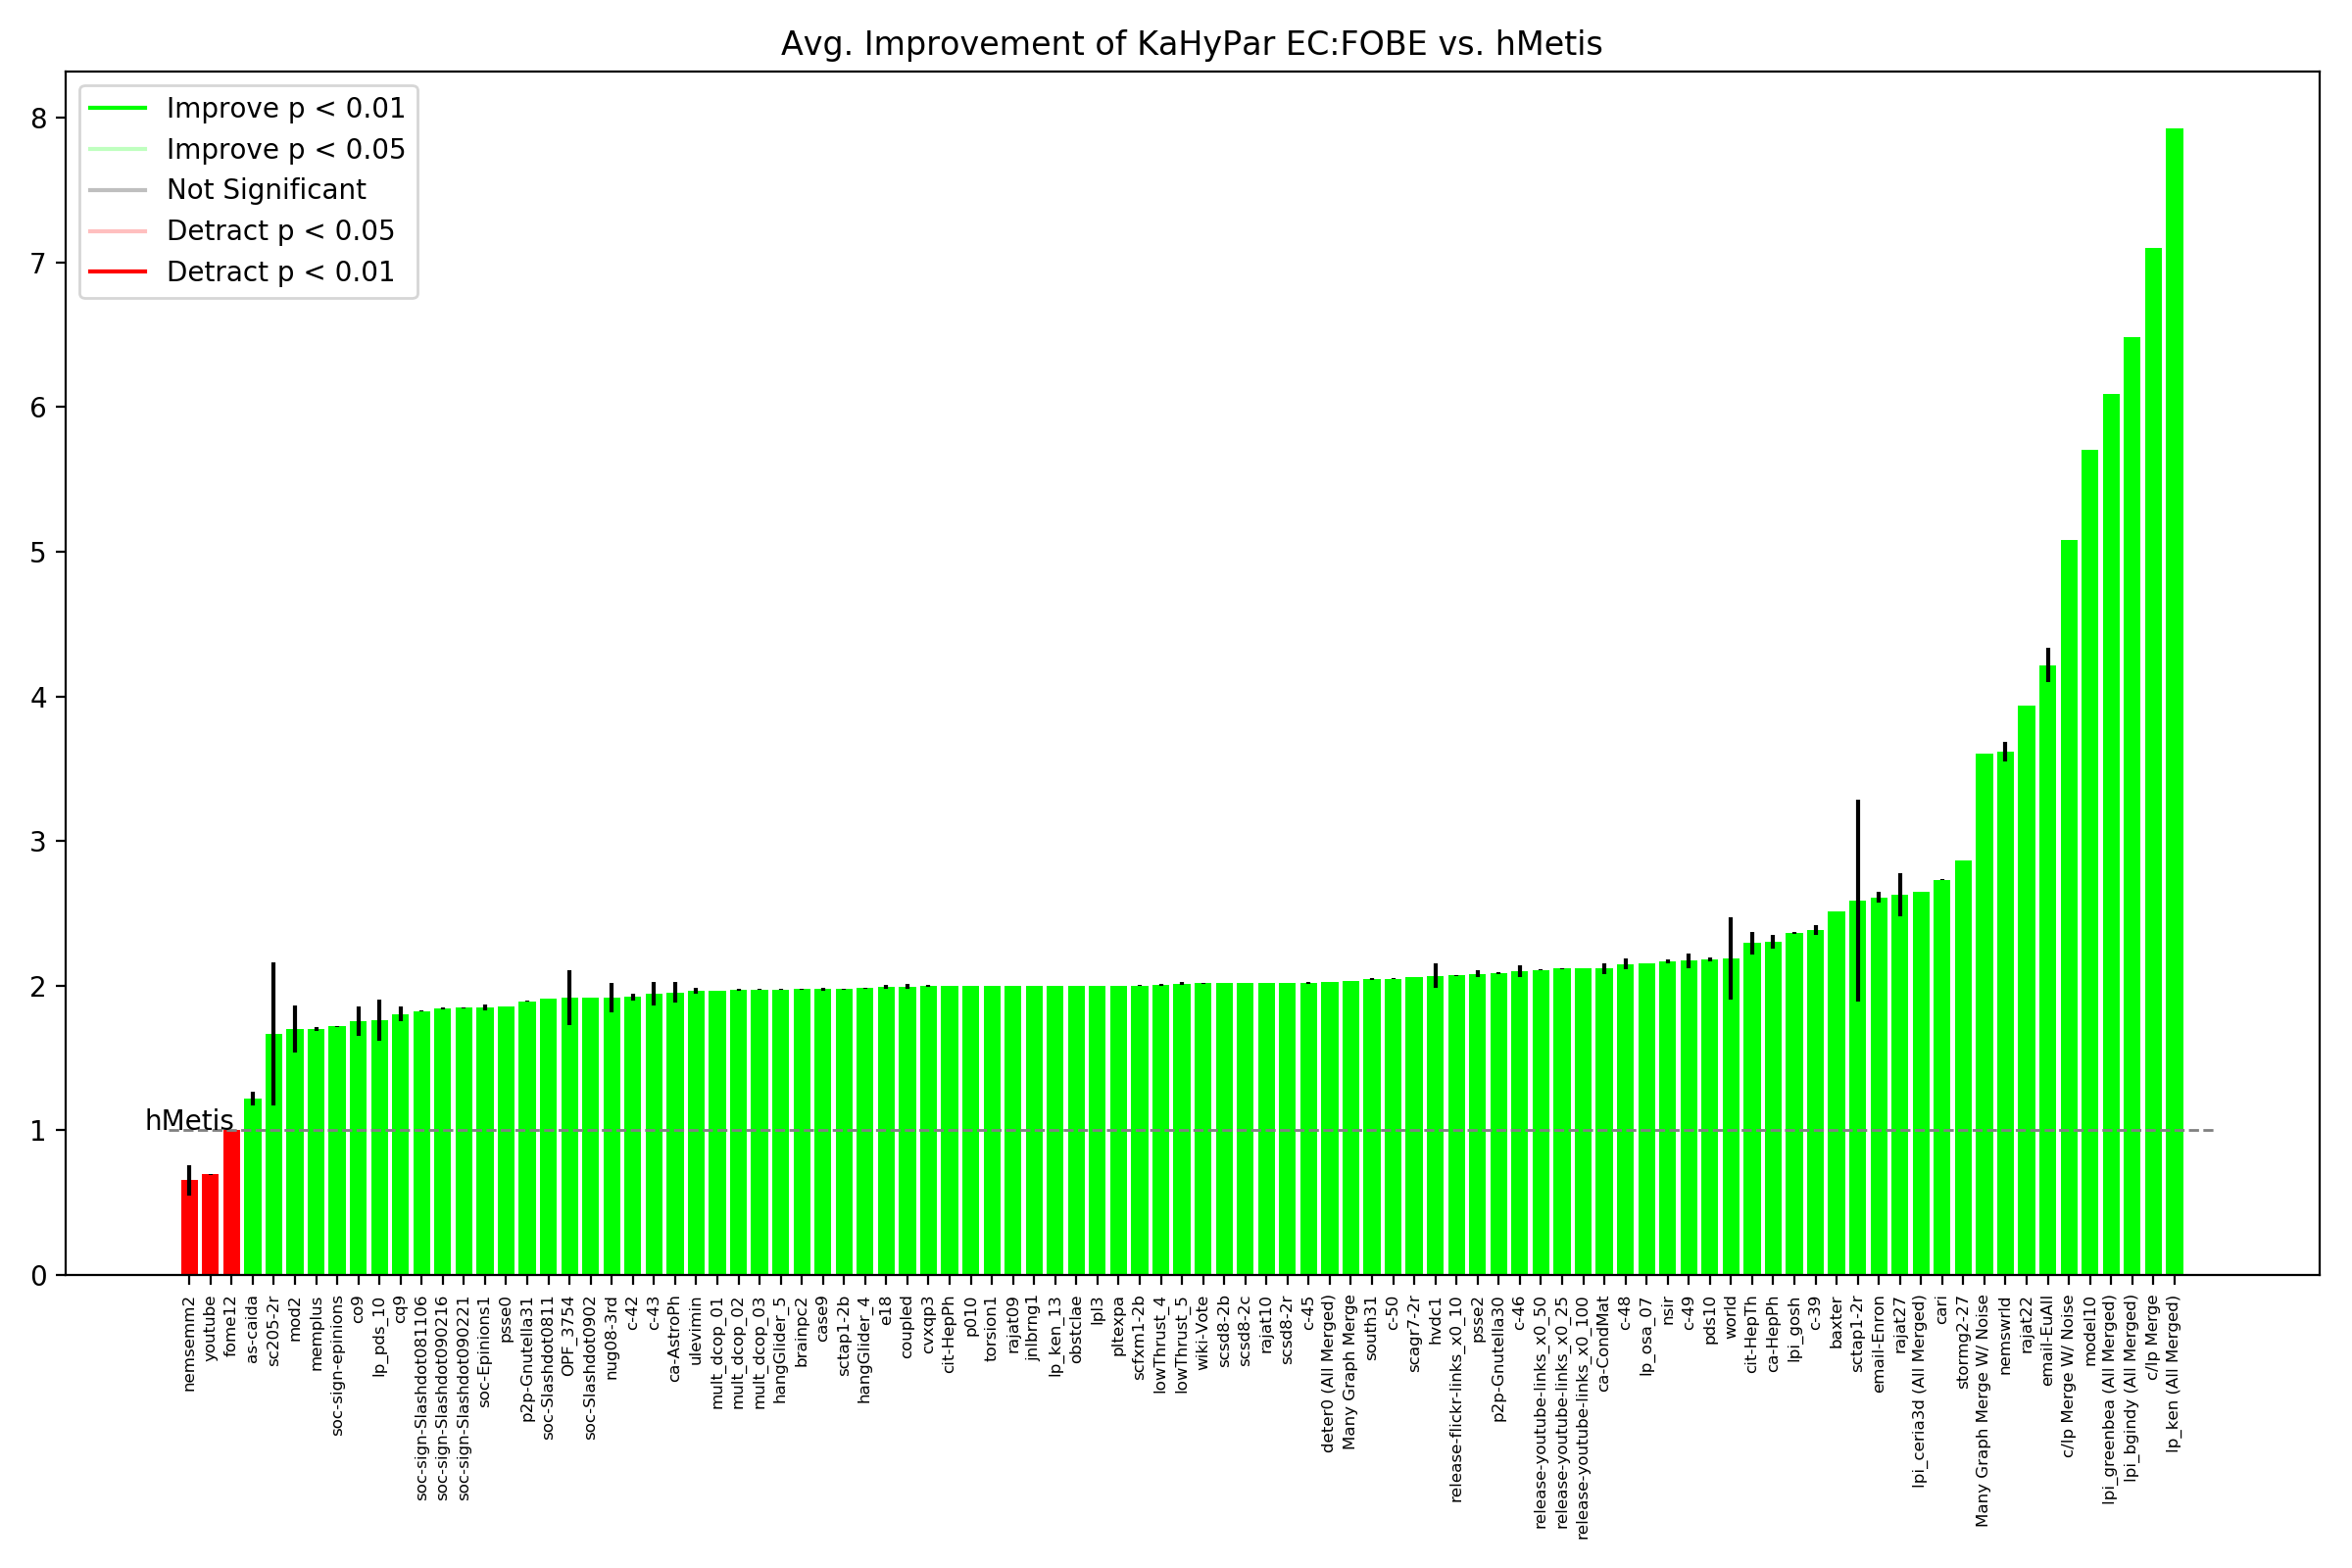 Avg. Improvement of KaHyPar EC:FOBE vs. hMetis
Improve p < 0.01
Improve p < 0.05
Not Significant
Detract p < 0.05
Detract p < 0.01
8
7
6
5
4
3
2
1
0
hMetis
nemsemm2
youtube
fome12
as-caida
sc205-2r
mod2
memplus
soc-sign-epinions
co9
lp_pds_10
cq9
soc-sign-Slashdot081106
soc-sign-Slashdot090216
soc-sign-Slashdot090221
soc-Epinions1
psse0
p2p-Gnutella31
soc-Slashdot0811
OPF_3754
soc-Slashdot0902
nug08-3rd
c-42
c-43
ca-AstroPh
ulevimin
mult_dcop_01
mult_dcop_02
mult_dcop_03
hangGlider_5
brainpc2
case9
sctap1-2b
hangGlider_4
e18
coupled
cvxqp3
cit-HepPh
p010
torsion1
rajat09
jnlbrng1
lp_ken_13
obstclae
lpl3
pltexpa
scfxm1-2b
lowThrust_4
lowThrust_5
wiki-Vote
scsd8-2b
scsd8-2c
rajat10
scsd8-2r
c-45
deter0 (All Merged)
Many Graph Merge
south31
c-50
scagr7-2r
hvdc1
release-flickr-links_x0_10
psse2
p2p-Gnutella30
c-46
release-youtube-links_x0_50
release-youtube-links_x0_25
release-youtube-links_x0_100
ca-CondMat
c-48
lp_osa_07
nsir
c-49
pds10
world
cit-HepTh
ca-HepPh
lpi_gosh
c-39
baxter
sctap1-2r
email-Enron
rajat27
lpi_ceria3d (All Merged)
cari
stormg2-27
Many Graph Merge W/ Noise
nemswrld
rajat22
email-EuAll
c/lp Merge W/ Noise
model10
lpi_greenbea (All Merged)
lpi_bgindy (All Merged)
c/lp Merge
lp_ken (All Merged)